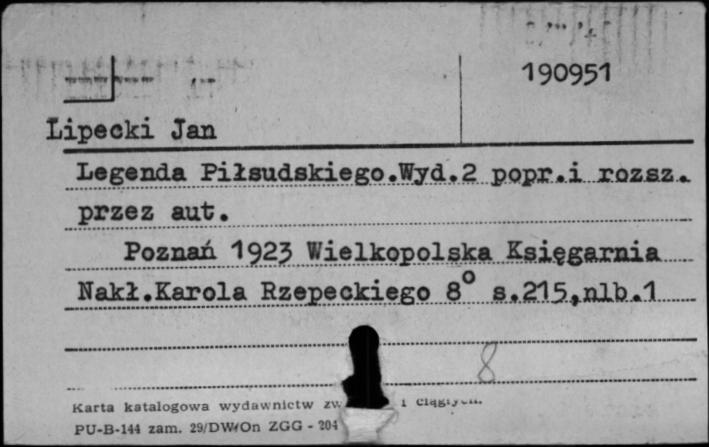 190951
Lipecki Jan
Legenda Piłsudskiego.Wyd.2 popr.i rozsz.
przez aut.
Poznań 1923 Wielkopolska Księgarnia
Nakł.Karola Rzepeckiego 8° s.215,nlb.1
8
Karta katalogowa wydawnictw i
PU-B-144 zam. 29/DW/On ZGG - 204